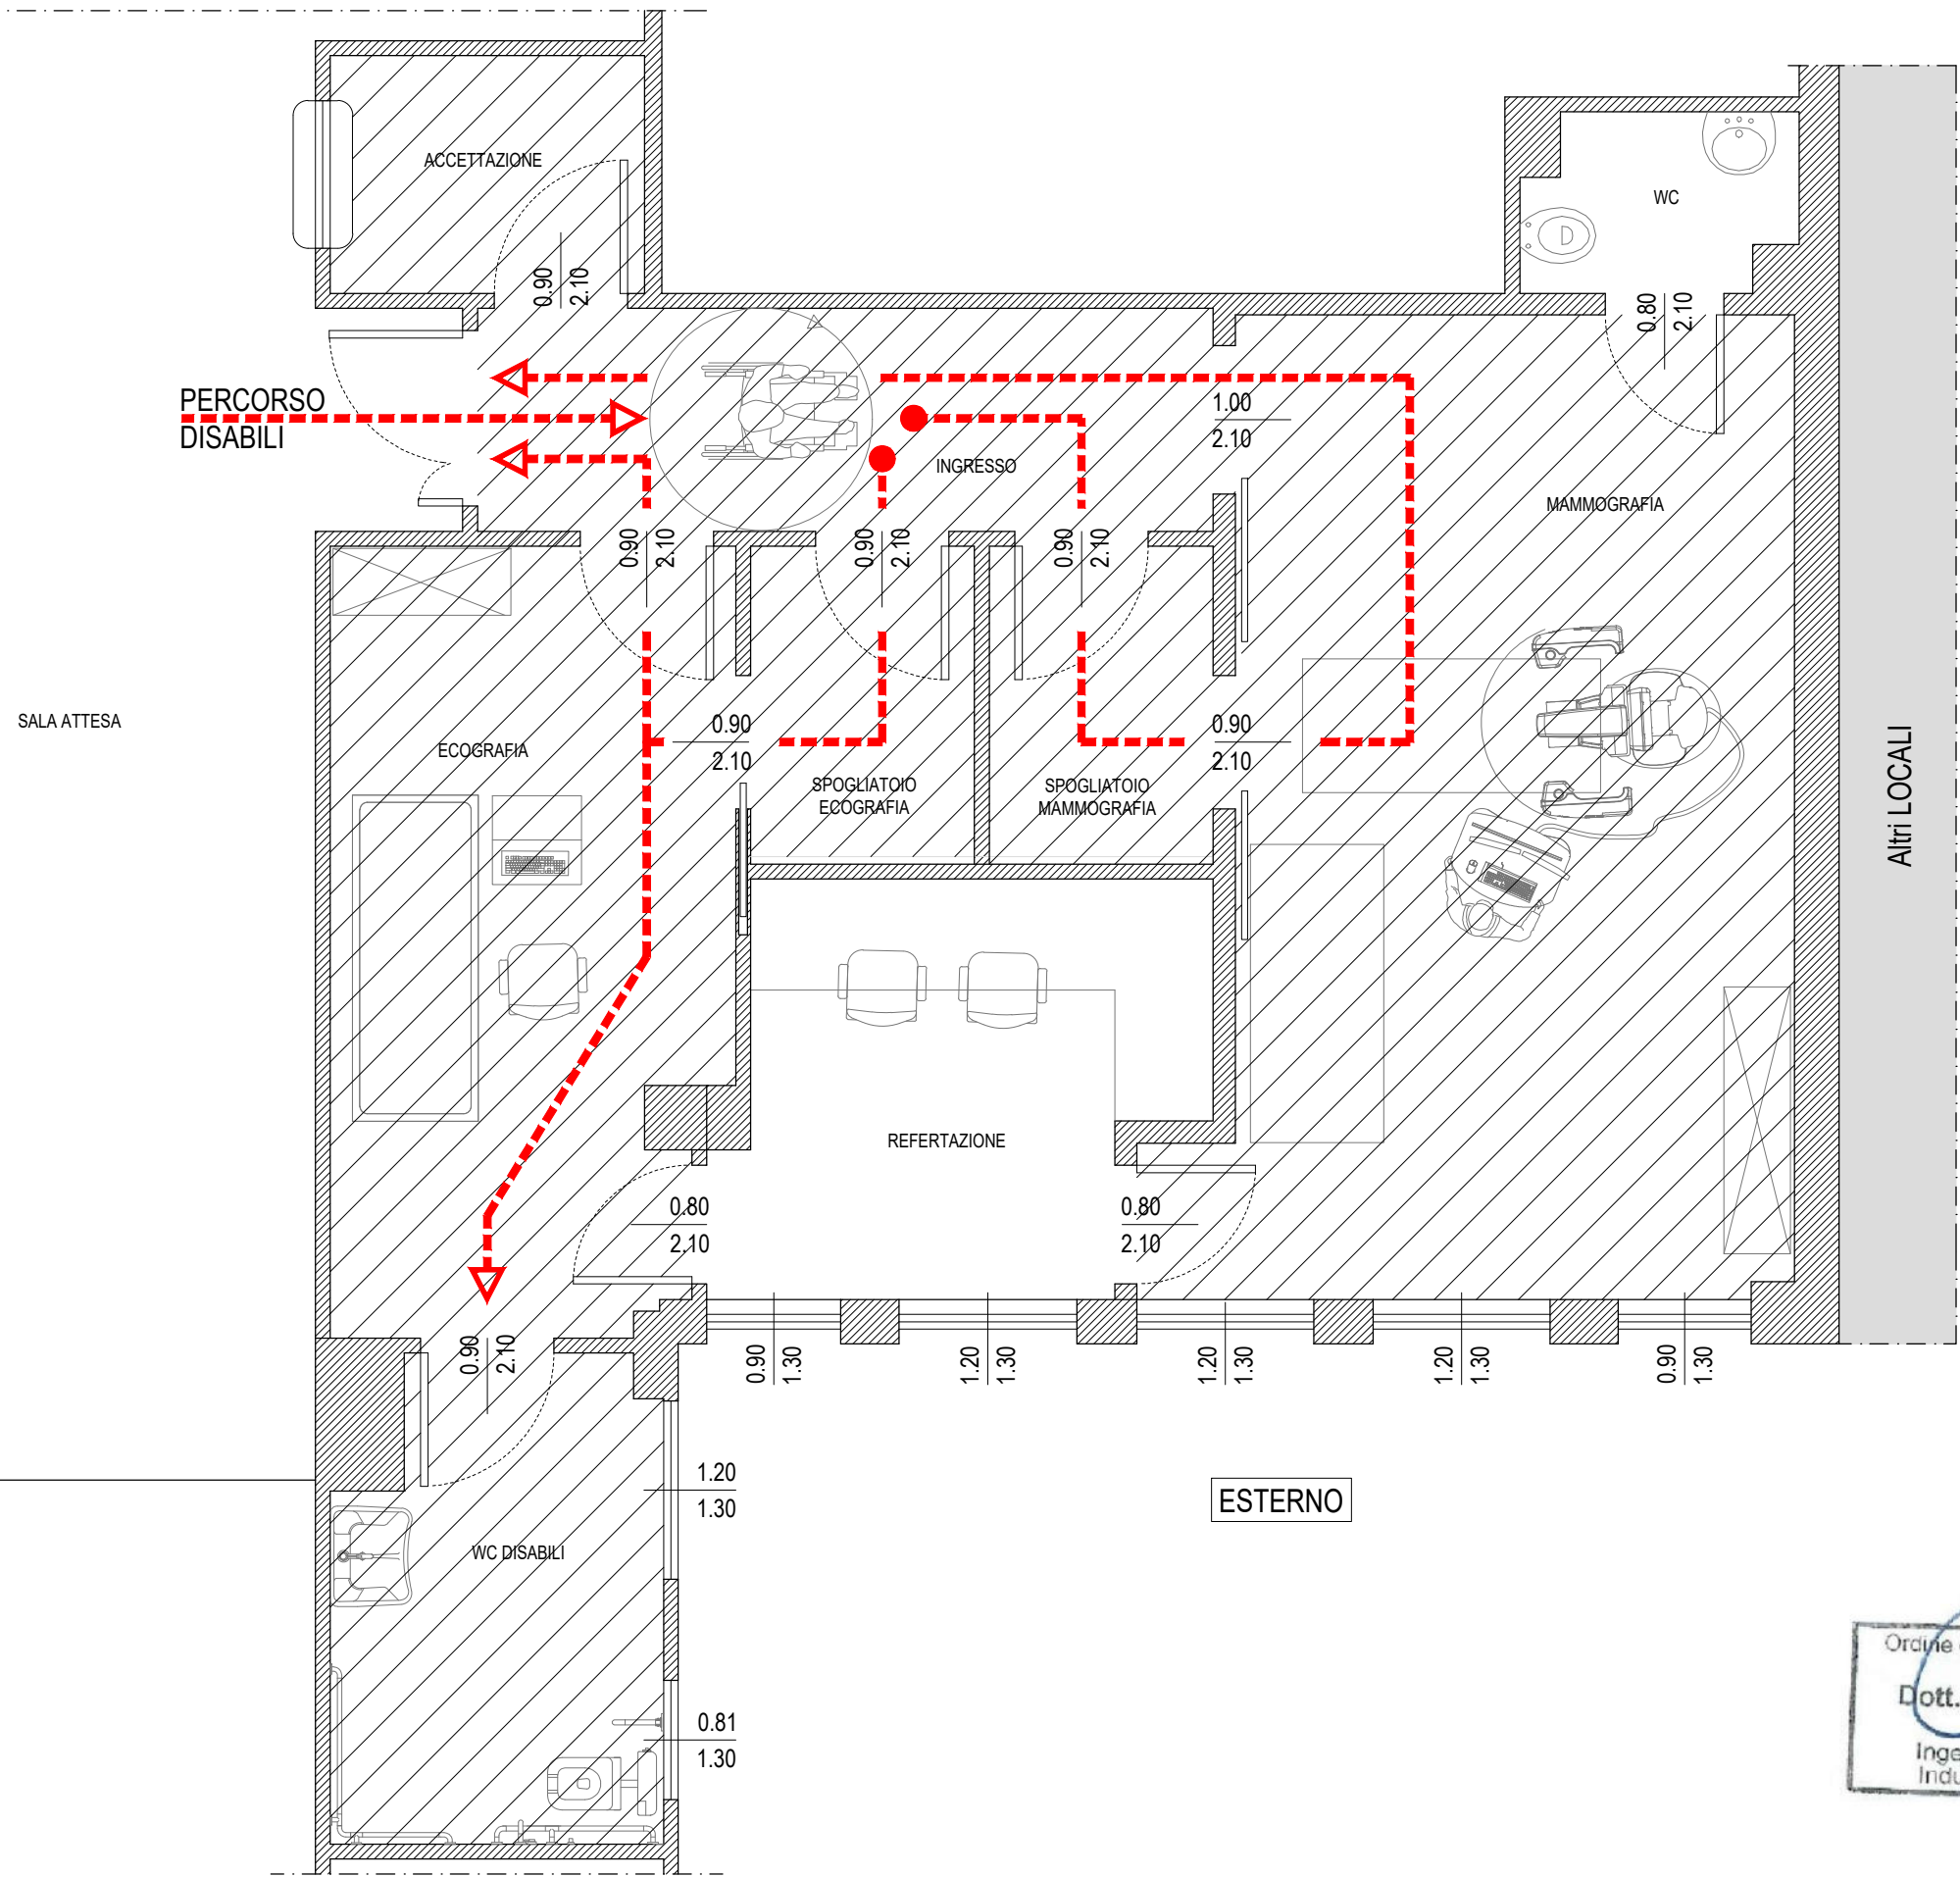 ACCETTAZIONE
WC
0.90
2.10
0.80
2.10
PERCORSO
DISABILI
1.00
2.10
INGRESSO
MAMMOGRAFIA
0.90
2.10
0.90
2.10
0.90
2.10
SALA ATTESA
ECOGRAFIA
0.90
2.10
0.90
2.10
SPOGLIATOIO
ECOGRAFIA
SPOGLIATOIO
MAMMOGRAFIA
Altri LOCALI
REFERTAZIONE
0.80
2.10
0.80
2.10
0.90
2.10
0.90
1.30
1.20
1.30
1.20
1.30
1.20
1.30
0.90
1.30
1.20
1.30
ESTERNO
WC DISABILI
0.81
1.30
Ordine
Dott.
Inge
Indu